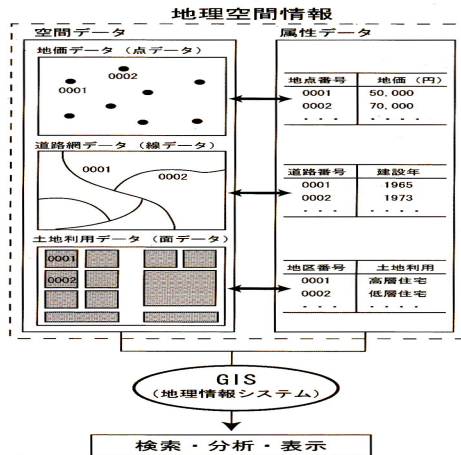 地理空間情報
空間データ
地価データ (点データ)
0002
0001
道路網データ (線データ)
0001
0002
土地利用データ (面データ)
0001
0002
属性データ
地点番号 地価 (円)
0001 50,000
0002 70,000
・・・・ ・・・・
道路番号 建設年
0001 1965
0002 1973
・・・・ ・・・・
地区番号 土地利用
0001 高層住宅
0002 低層住宅
・・・・ ・・・・
GIS
(地理情報システム)
検索・分析・表示